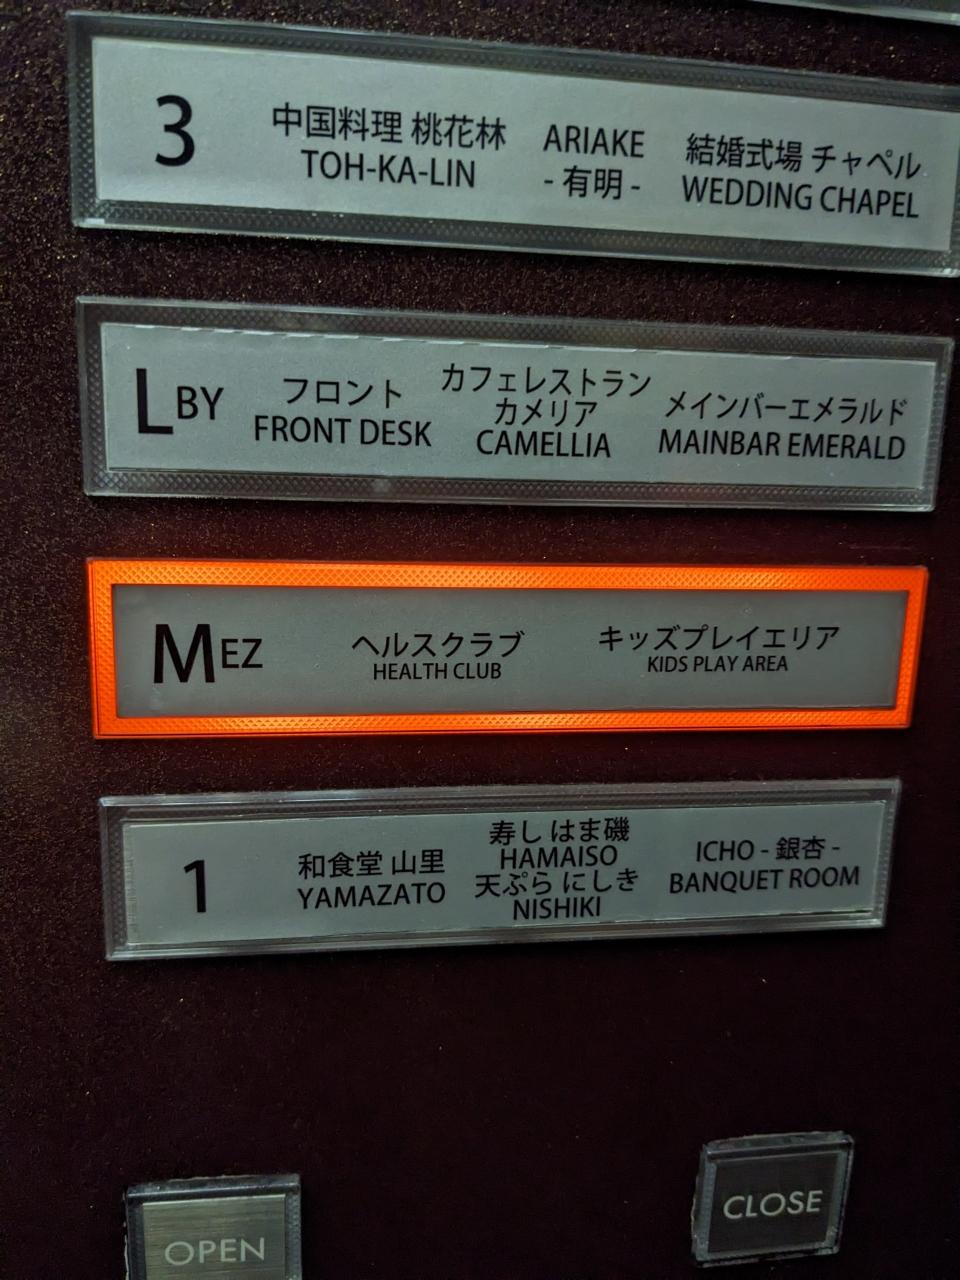 3
中国料理 桃花林
TOH-KA-LIN
ARIAKE
- 有明 -
結婚式場 チャペル
WEDDING CHAPEL
LBY
フロント
FRONT DESK
カフェレストラン
カメリア
CAMELLIA
メインバーエメラルド
MAINBAR EMERALD
MEZ
ヘルスクラブ
HEALTH CLUB
キッズプレイエリア
KIDS PLAY AREA
1
和食堂 山里
YAMAZATO
寿し はま磯
HAMAISO
天ぷら にしき
NISHIKI
ICHO - 銀杏 -
BANQUET ROOM
OPEN
CLOSE